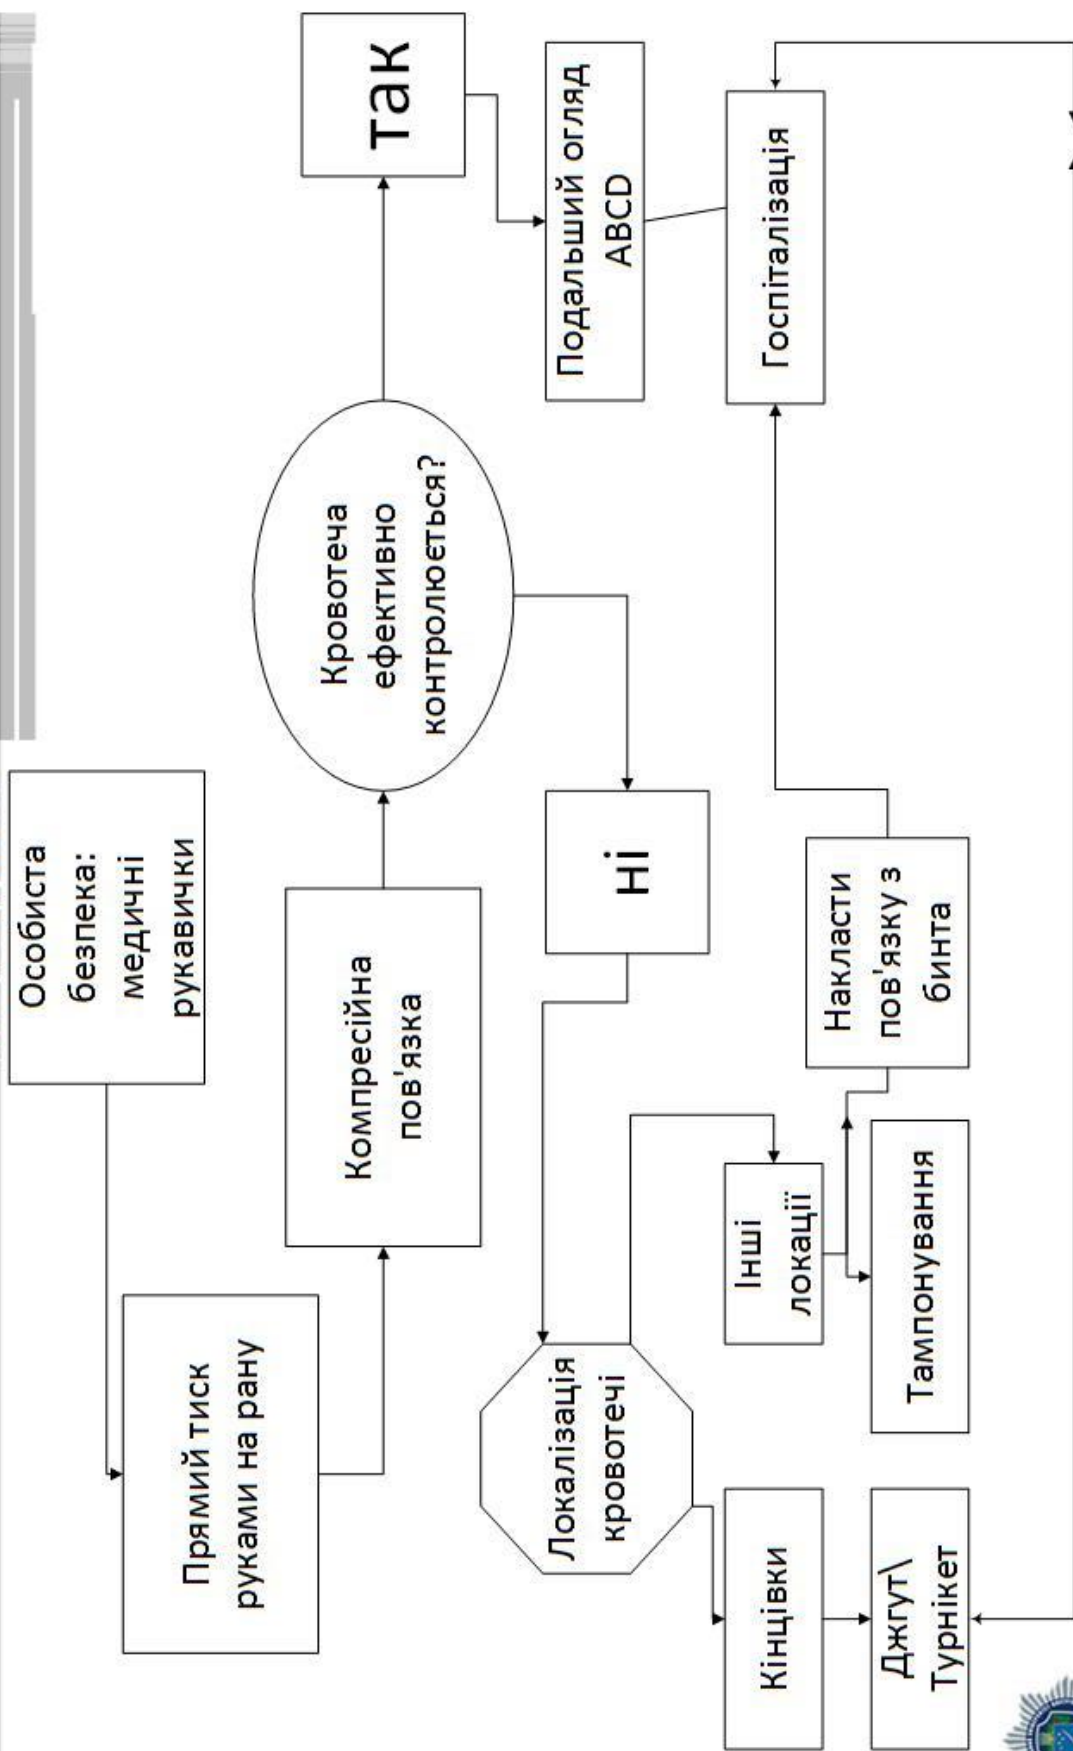 Особиста
безпека:
медичні
рукавички
Прямий тиск
руками на рану
Компресійна
пов'язка
Кровотеча
ефективно
контролюється?
так
Подальший огляд
ABCD
Госпіталізація
ні
Локалізація
кровотечі
Кінцівки
Джгут\
Турнікет
Інші
локації
Тампонування
Накласти
пов'язку з
бинта